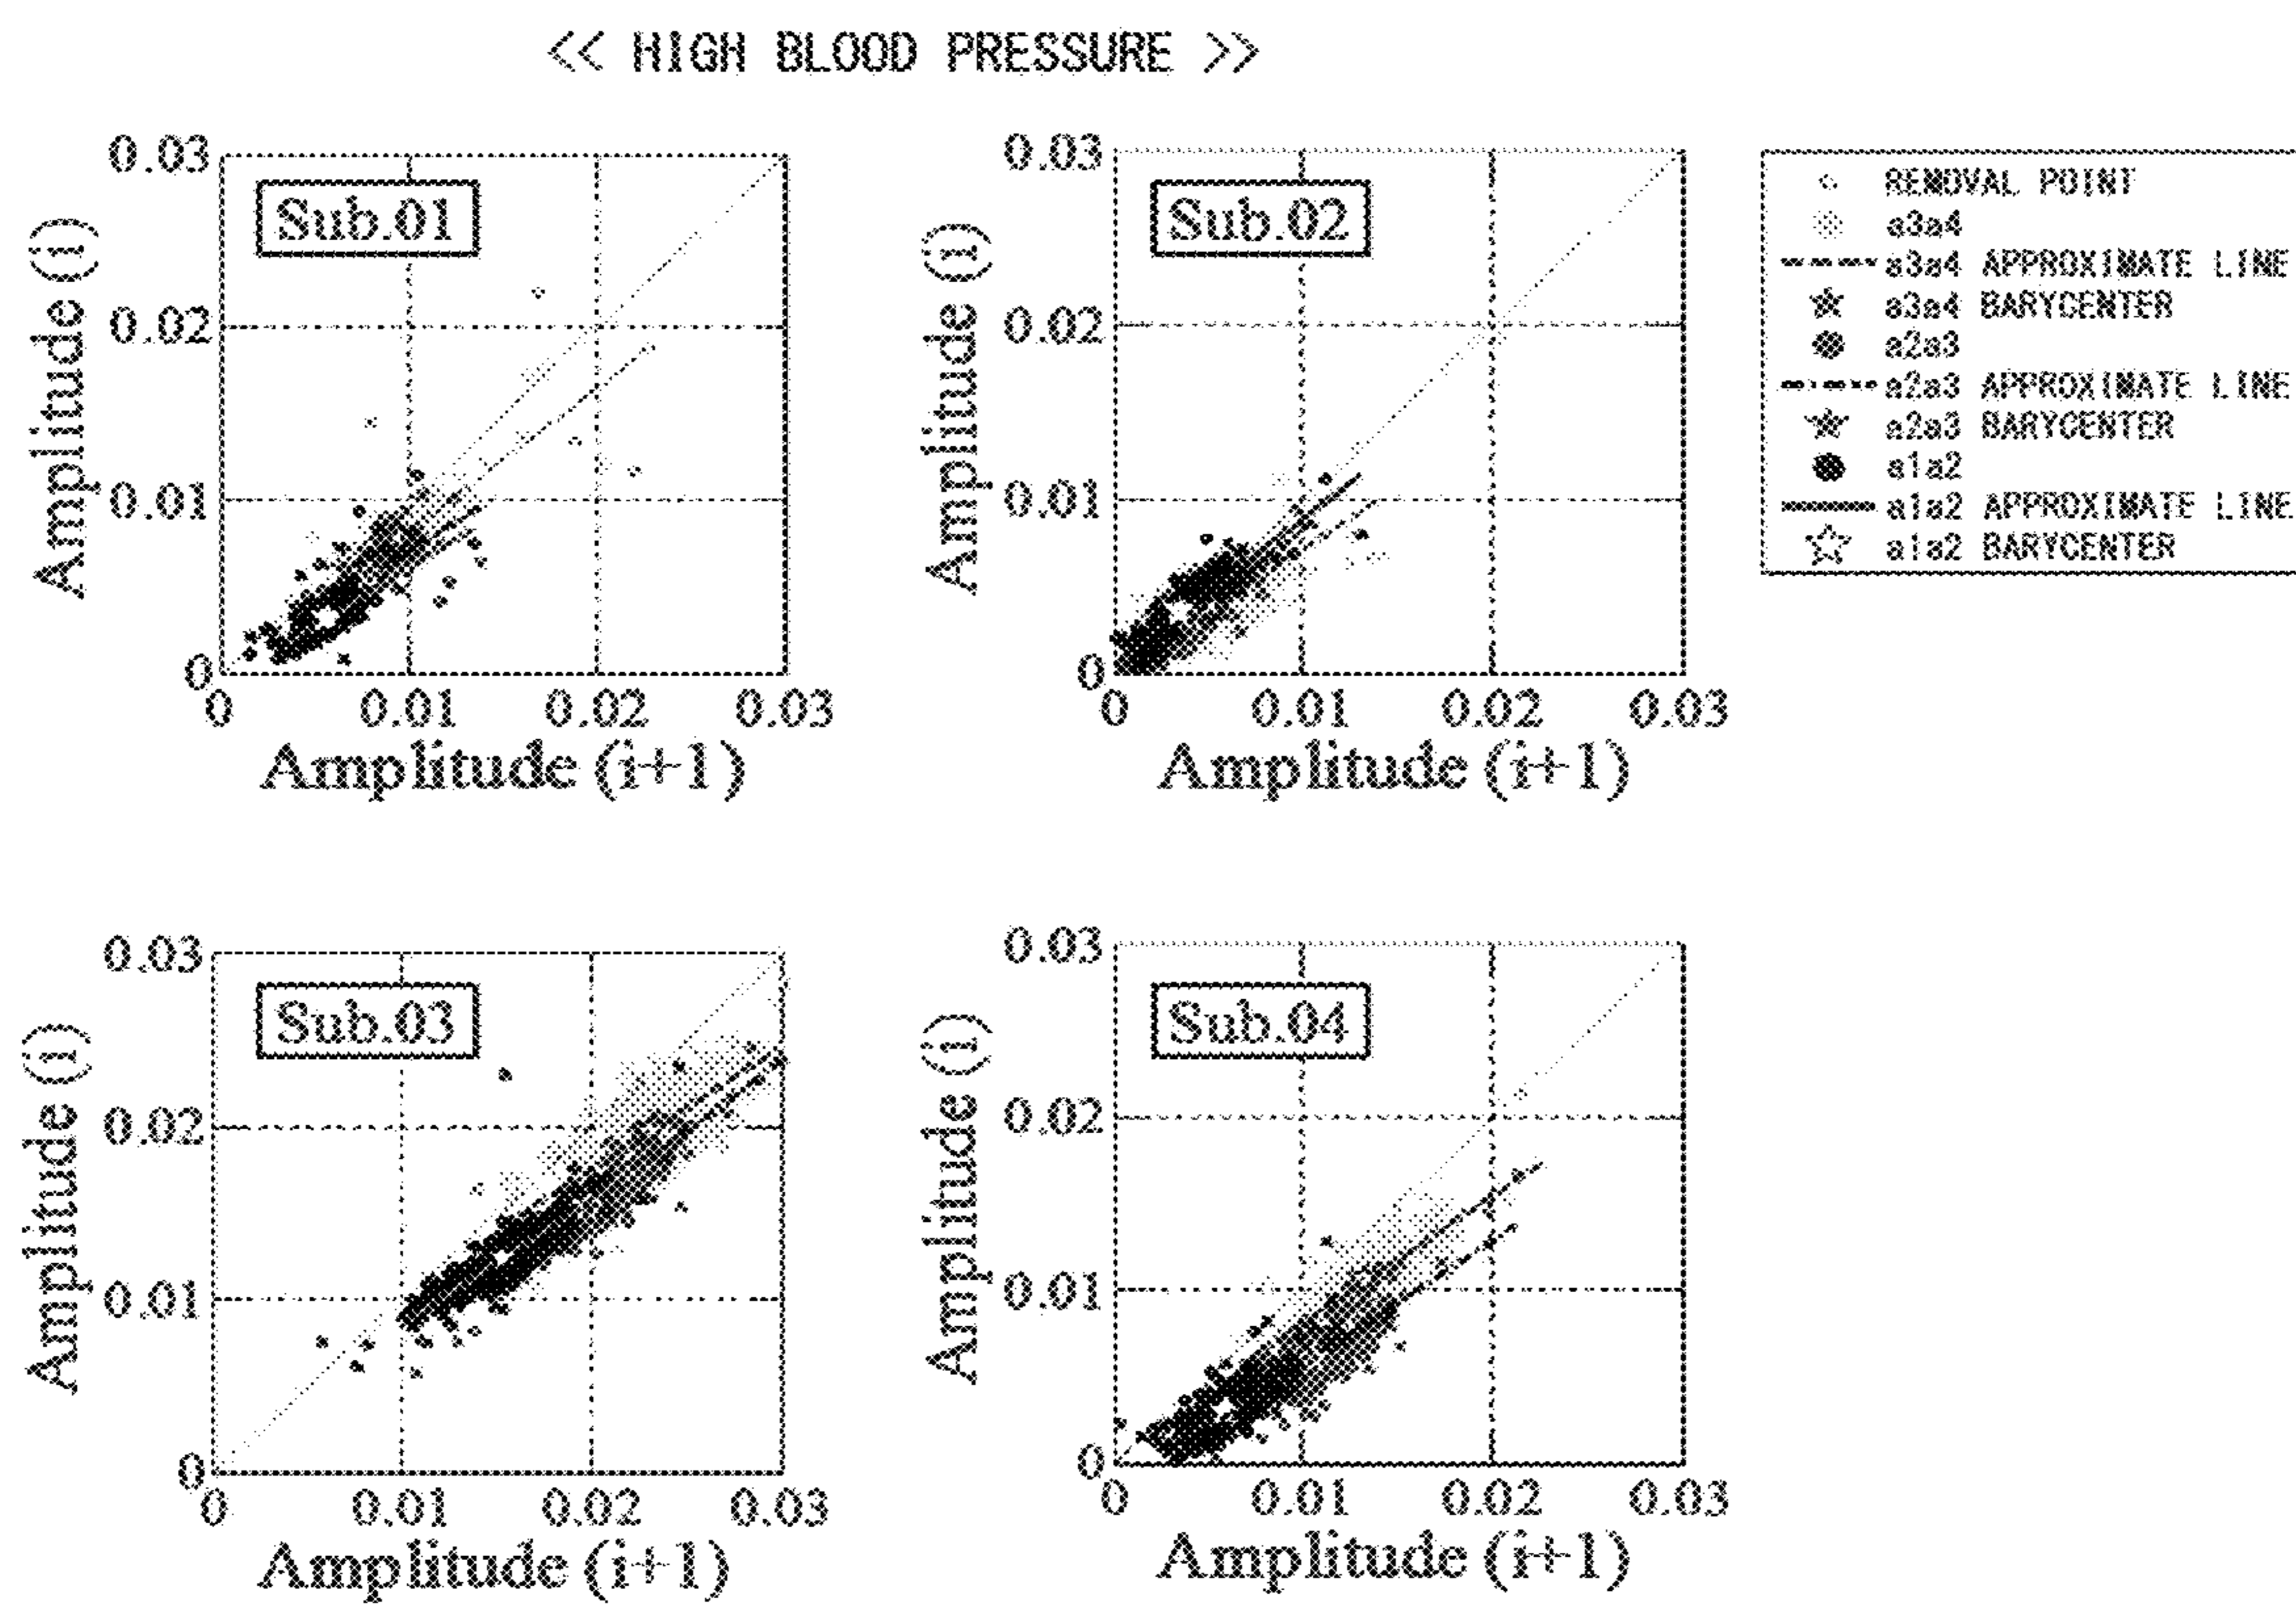 << HIGH BLOOD PRESSURE >>
0.03
0.02
0.01
0
Sub.01
Amplitude (i)
0
0.01
0.02
0.03
Amplitude (i+1)
0.03
0.02
0.01
0
Sub.02
Amplitude (i)
0
0.01
0.02
0.03
Amplitude (i+1)
REMOVAL POINT
a3a4
a3a4 APPROXIMATE LINE
a3a4 BARYCENTER
a2a3
a2a3 APPROXIMATE LINE
a2a3 BARYCENTER
a1a2
a1a2 APPROXIMATE LINE
a1a2 BARYCENTER
0.03
0.02
0.01
0
Sub.03
Amplitude (i)
0
0.01
0.02
0.03
Amplitude (i+1)
0.03
0.02
0.01
0
Sub.04
Amplitude (i)
0
0.01
0.02
0.03
Amplitude (i+1)